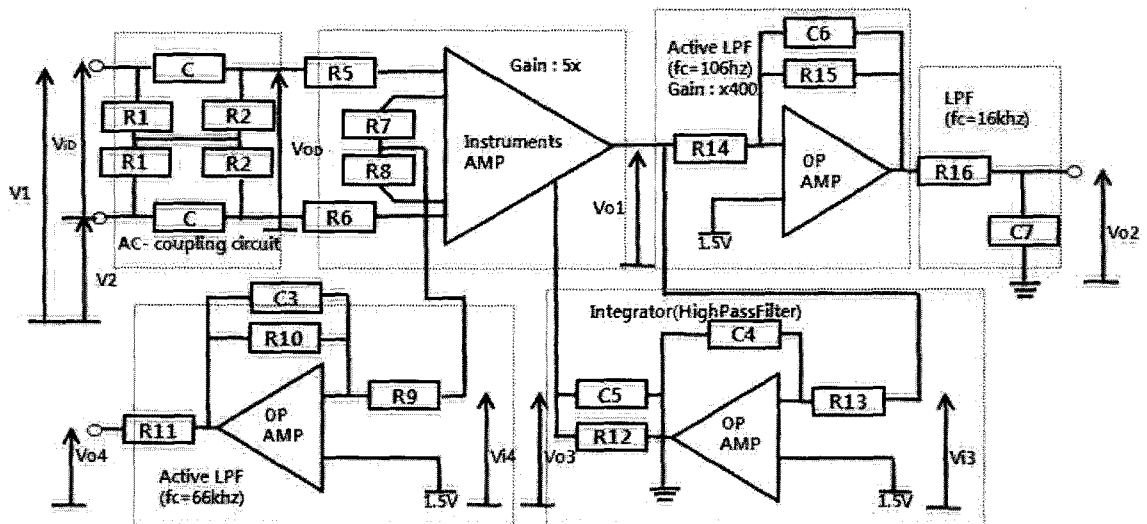 C
R5
Gain : 5x
Active LPF
(fc=106hz)
Gain : x400
C6
R15
LPF
(fc=16khz)
R1
R2
R7
Instruments
AMP
R14
OP
AMP
R16
ViD
VOD
V1
R1
R2
R8
Vo1
1.5V
C7
Vo2
C
R6
AC- coupling circuit
V2
C3
R10
Integrator(HighPassFilter)
C4
OP
AMP
R9
C5
R13
OP
AMP
R11
R12
Vo4
Vi4
Vo3
Vi3
Active LPF
(fc=66khz)
1.5V
1.5V